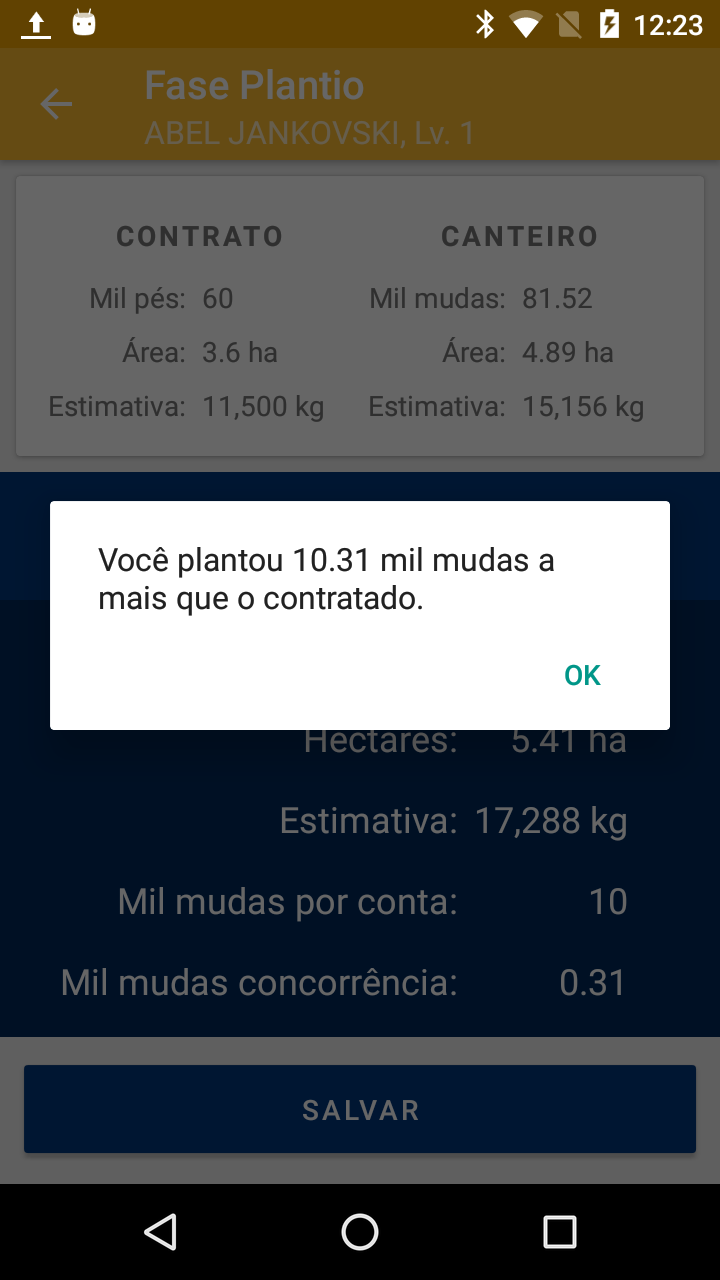 12:23
Fase Plantio
ABEL JANKOVSKI, Lv. 1
CONTRATO CANTEIRO
Mil pés: 60 Mil mudas: 81.52
Área: 3.6 ha Área: 4.89 ha
Estimativa: 11,500 kg Estimativa: 15,156 kg
Você plantou 10.31 mil mudas a
mais que o contratado.
OK
Hectares: 5.41 ha
Estimativa: 17,288 kg
Mil mudas por conta: 10
Mil mudas concorrência: 0.31
SALVAR